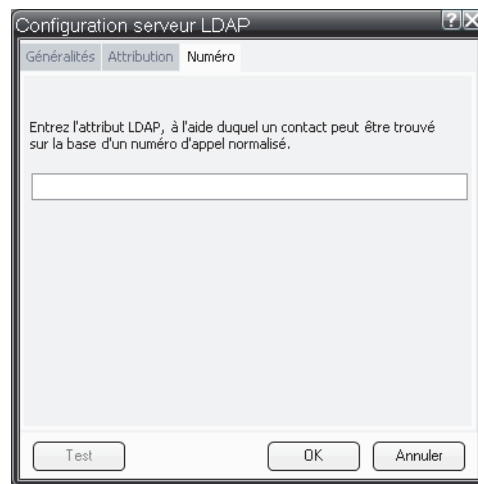 Configuration serveur LDAP
Généralités Attribution Numéro
Entrez l'attribut LDAP, à l'aide duquel un contact peut être trouvé
sur la base d'un numéro d'appel normalisé.
Test OK Annuler